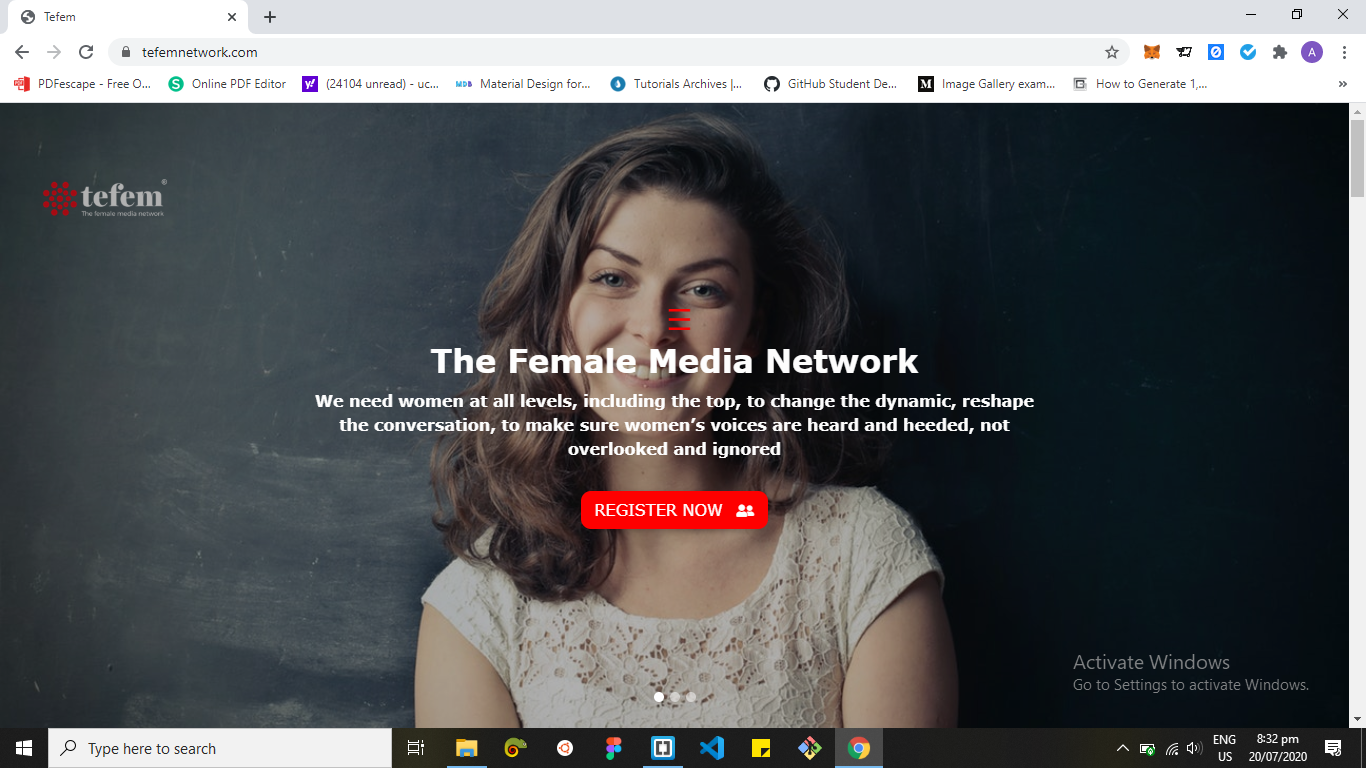 Tefem
tefemnetwork.com
PDFescape - Free O...
Online PDF Editor
(24104 unread) - uc...
MDB Material Design for...
Tutorials Archives |...
GitHub Student De...
M Image Gallery exam...
How to Generate 1,...
»
tefem®
The female media network
The Female Media Network
We need women at all levels, including the top, to change the dynamic, reshape
the conversation, to make sure women’s voices are heard and heeded, not
overlooked and ignored
REGISTER NOW
Activate Windows
Go to Settings to activate Windows.
Type here to search
ENG
US
8:32 pm
20/07/2020